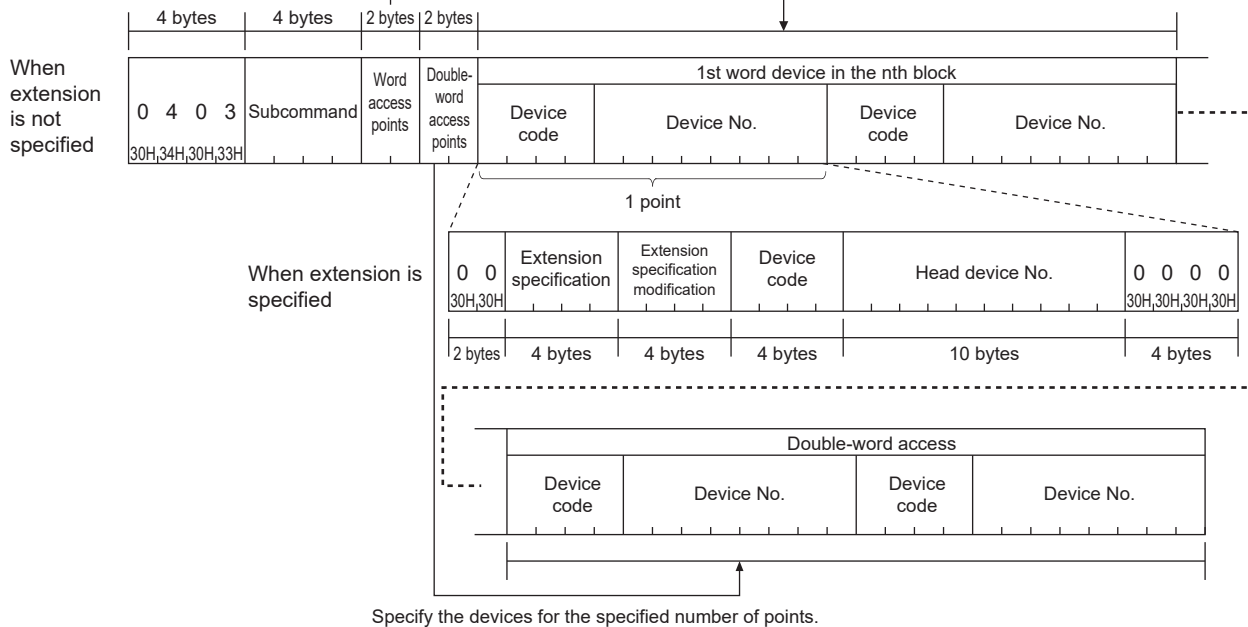 4 bytes 4 bytes 2 bytes 2 bytes
When
extension
is not
specified
0 4 0 3
30H 34H 30H 33H
Subcommand
Word
access
points
Double-
word
access
points
1st word device in the nth block
Device
code
Device No.
Device
code
Device No.
1 point
When extension is
specified
0 0
30H 30H
Extension
specification
Extension
specification
modification
Device
code
Head device No.
0 0 0 0
30H 30H 30H 30H
2 bytes 4 bytes 4 bytes 4 bytes 10 bytes 4 bytes
Double-word access
Device
code
Device No.
Device
code
Device No.
Specify the devices for the specified number of points.